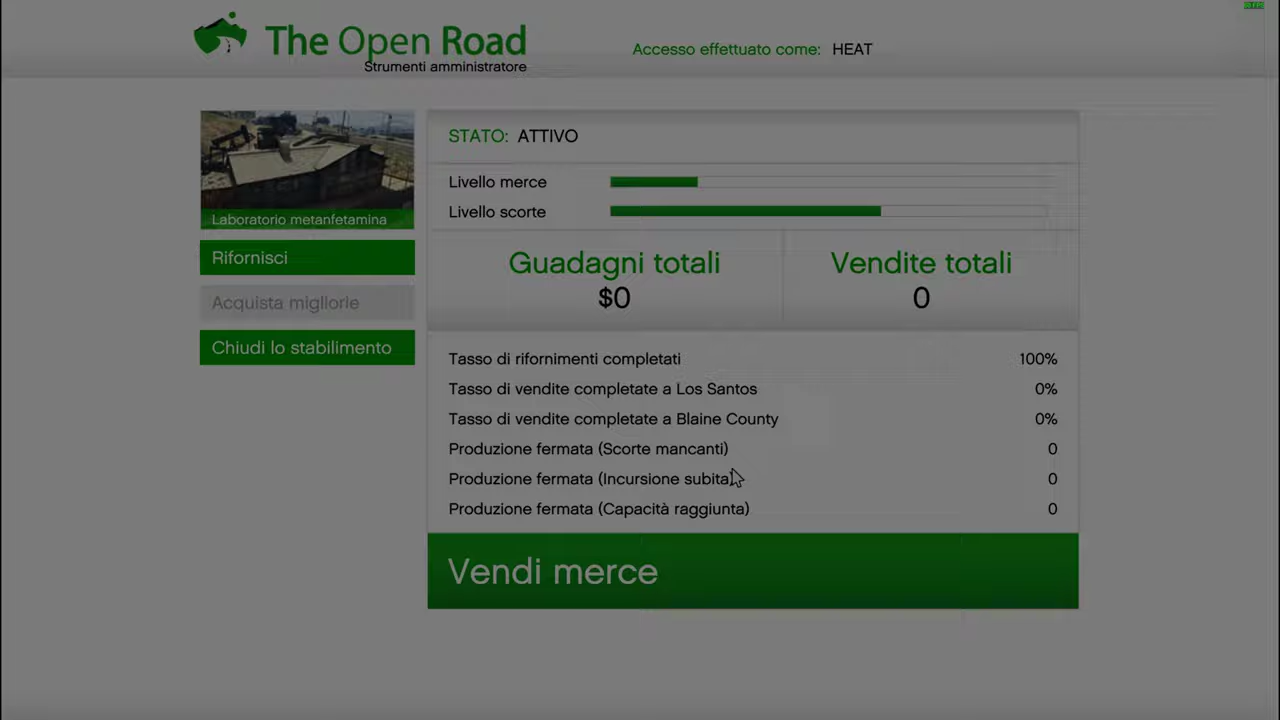 The Open Road
Strumenti amministratore
Accesso effettuato come: HEAT
Laboratorio metanfetamina
Rifornisci
Acquista migliorie
Chiudi lo stabilimento
STATO: ATTIVO
Livello merce
Livello scorte
Guadagni totali
$0
Vendite totali
0
Tasso di rifornimenti completati 100%
Tasso di vendite completate a Los Santos 0%
Tasso di vendite completate a Blaine County 0%
Produzione fermata (Scorte mancanti) 0
Produzione fermata (Incursione subita) 0
Produzione fermata (Capacità raggiunta) 0
Vendi merce